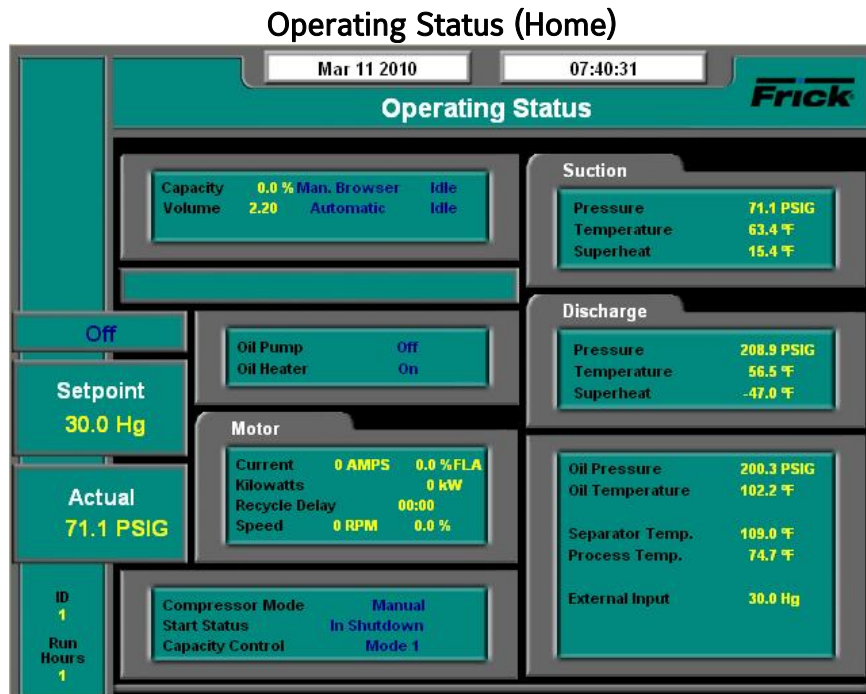 Operating Status (Home)
Mar 11 2010 07:40:31
Operating Status
Frick
Capacity 0.0 % Man. Browser Idle
Volume 2.20 Automatic Idle
Suction
Pressure 71.1 PSIG
Temperature 63.4 °F
Superheat 15.4 °F
Off
Setpoint
30.0 Hg
Actual
71.1 PSIG
Oil Pump Off
Oil Heater On
Discharge
Pressure 208.9 PSIG
Temperature 56.5 °F
Superheat -47.0 °F
Motor
Current 0 AMPS 0.0 %FLA
Kilowatts 0 kW
Recycle Delay 00:00
Speed 0 RPM 0.0 %
Oil Pressure 200.3 PSIG
Oil Temperature 102.2 °F
Separator Temp. 109.0 °F
Process Temp. 74.7 °F
External Input 30.0 Hg
ID
1
Run
Hours
1
Compressor Mode Manual
Start Status In Shutdown
Capacity Control Mode 1